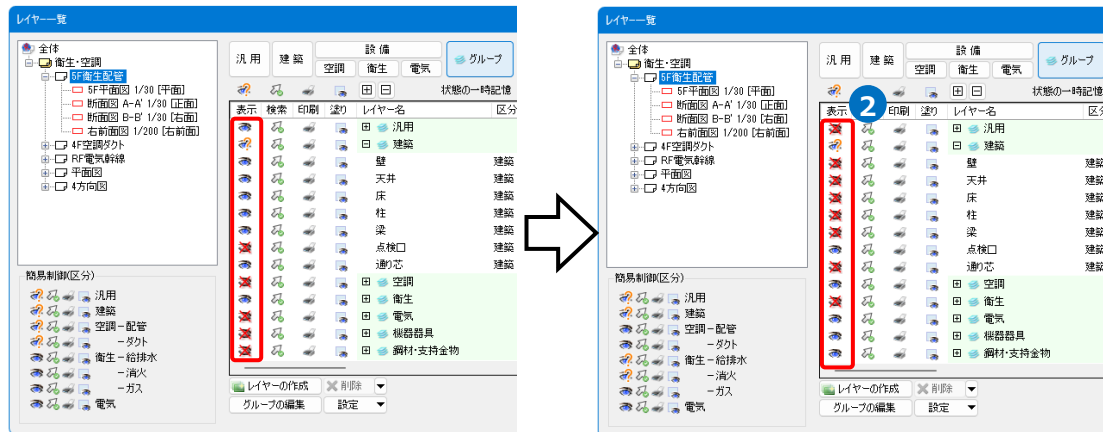 レイヤー一覧
全体
衛生・空調
5F衛生配管
5F平面図 1/30 [平面]
断面図 A-A' 1/30 [正面]
断面図 B-B' 1/30 [右面]
右前面図 1/200 [右前面]
4F空調ダクト
RF電気幹線
平面図
4方向図
簡易制御(区分)
汎用
建築
空調－配管
－ダクト
衛生－給排水
－消火
－ガス
電気
汎用 建築 設備 グループ
空調 衛生 電気
状態の一時記憶
表示 検索 印刷 塗り レイヤー名 区分
汎用
建築
壁 建築
天井 建築
床 建築
柱 建築
梁 建築
点検口 建築
通り芯 建築
空調
衛生
電気
機器器具
鋼材・支持金物
レイヤーの作成 削除
グループの編集 設定
レイヤー一覧
全体
衛生・空調
5F衛生配管
5F平面図 1/30 [平面]
断面図 A-A' 1/30 [正面]
断面図 B-B' 1/30 [右面]
右前面図 1/200 [右前面]
4F空調ダクト
RF電気幹線
平面図
4方向図
簡易制御(区分)
汎用
建築
空調－配管
－ダクト
衛生－給排水
－消火
－ガス
電気
汎用 建築 設備 グループ
空調 衛生 電気
状態の一時記憶
表示 2 印刷 塗り レイヤー名
汎用
建築
壁 建築
天井 建築
床 建築
柱 建築
梁 建築
点検口 建築
通り芯 建築
空調
衛生
電気
機器器具
鋼材・支持金物
レイヤーの作成 削除
グループの編集 設定